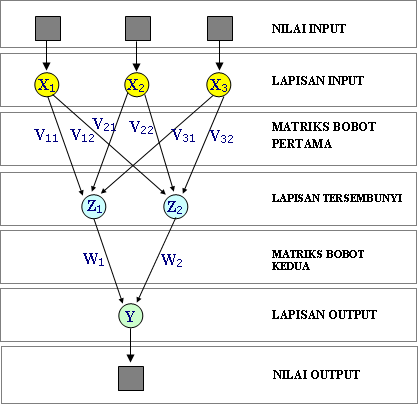 NILAI INPUT
X1 X2 X3
LAPISAN INPUT
V11 V12 V21 V22 V31 V32
MATRIKS BOBOT
PERTAMA
Z1 Z2
LAPISAN TERSEMBUNYI
W1 W2
MATRIKS BOBOT
KEDUA
Y
LAPISAN OUTPUT
NILAI OUTPUT